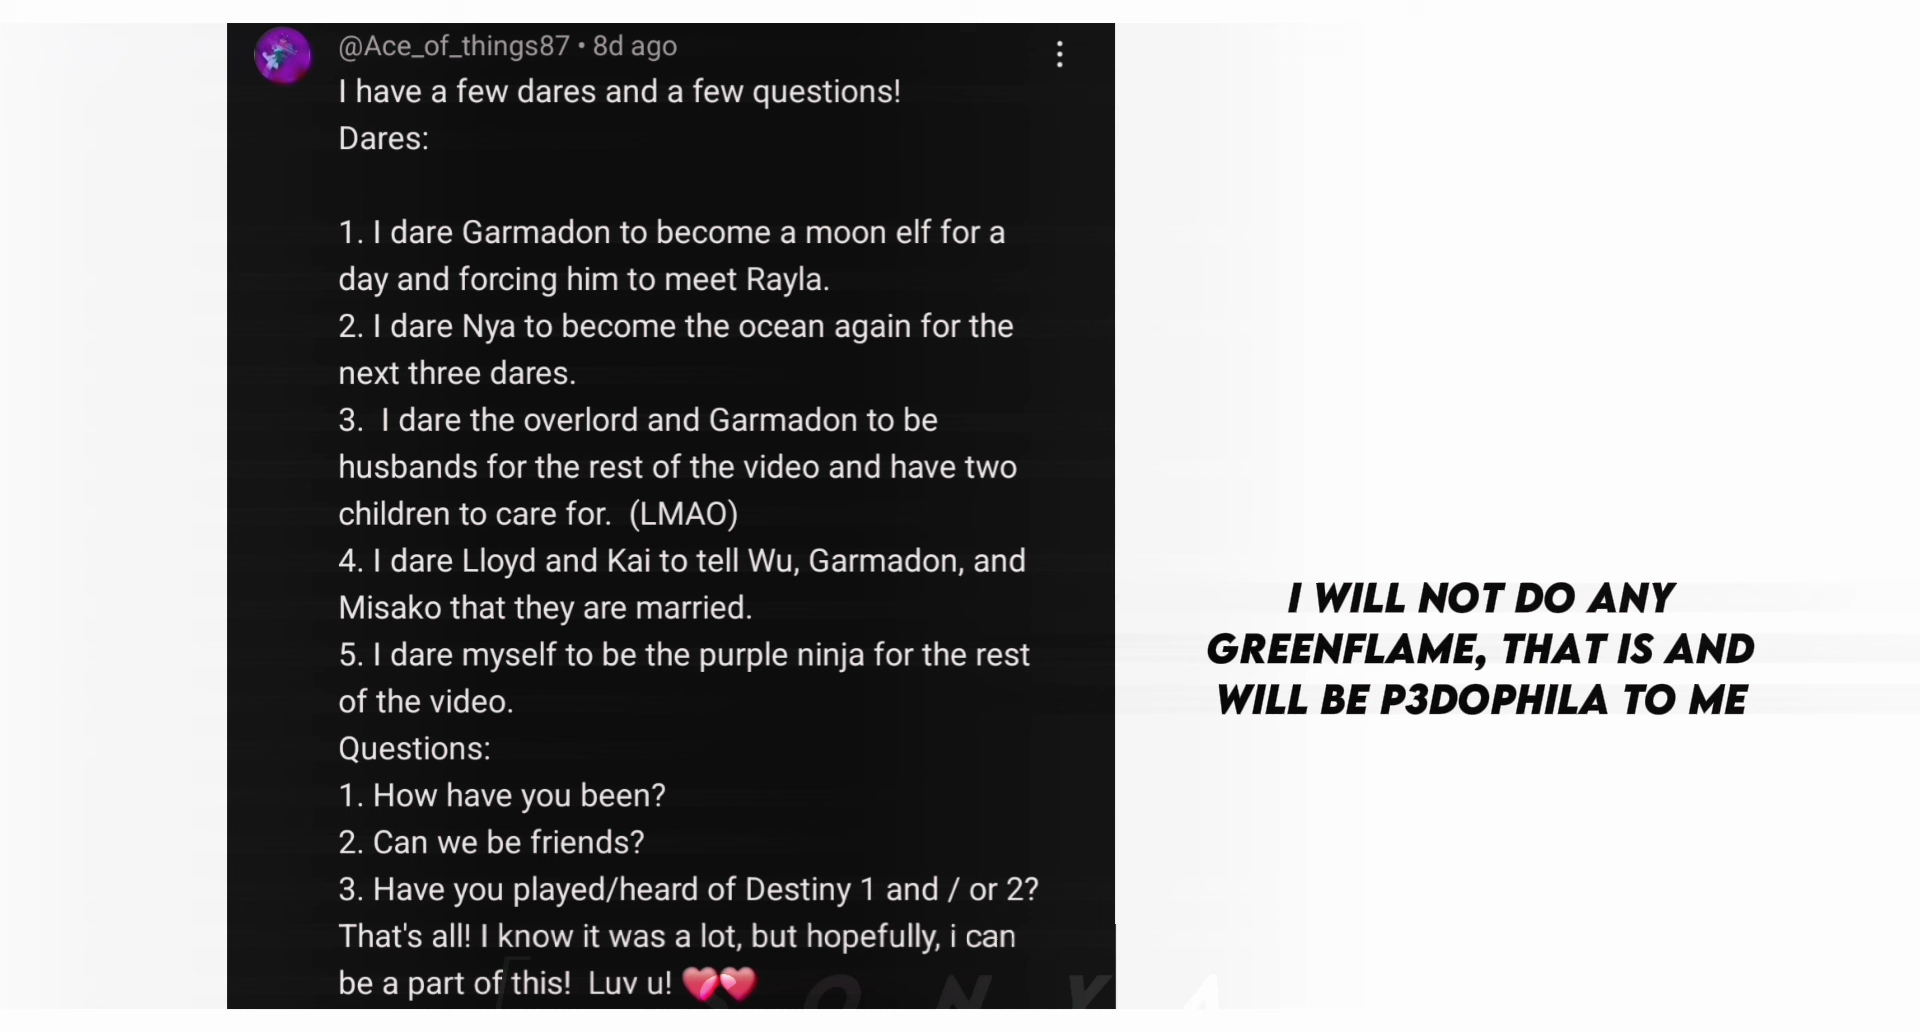 @Ace_of_things87 • 8d ago
I have a few dares and a few questions!
Dares:
1. I dare Garmadon to become a moon elf for a
day and forcing him to meet Rayla.
2. I dare Nya to become the ocean again for the
next three dares.
3.  I dare the overlord and Garmadon to be
husbands for the rest of the video and have two
children to care for.  (LMAO)
4. I dare Lloyd and Kai to tell Wu, Garmadon, and
Misako that they are married.
5. I dare myself to be the purple ninja for the rest
of the video.
Questions:
1. How have you been?
2. Can we be friends?
3. Have you played/heard of Destiny 1 and / or 2?
That's all! I know it was a lot, but hopefully, i can
be a part of this!  Luv u! 💕
I WILL NOT DO ANY
GREENFLAME, THAT IS AND
WILL BE P3DOPHILA TO ME